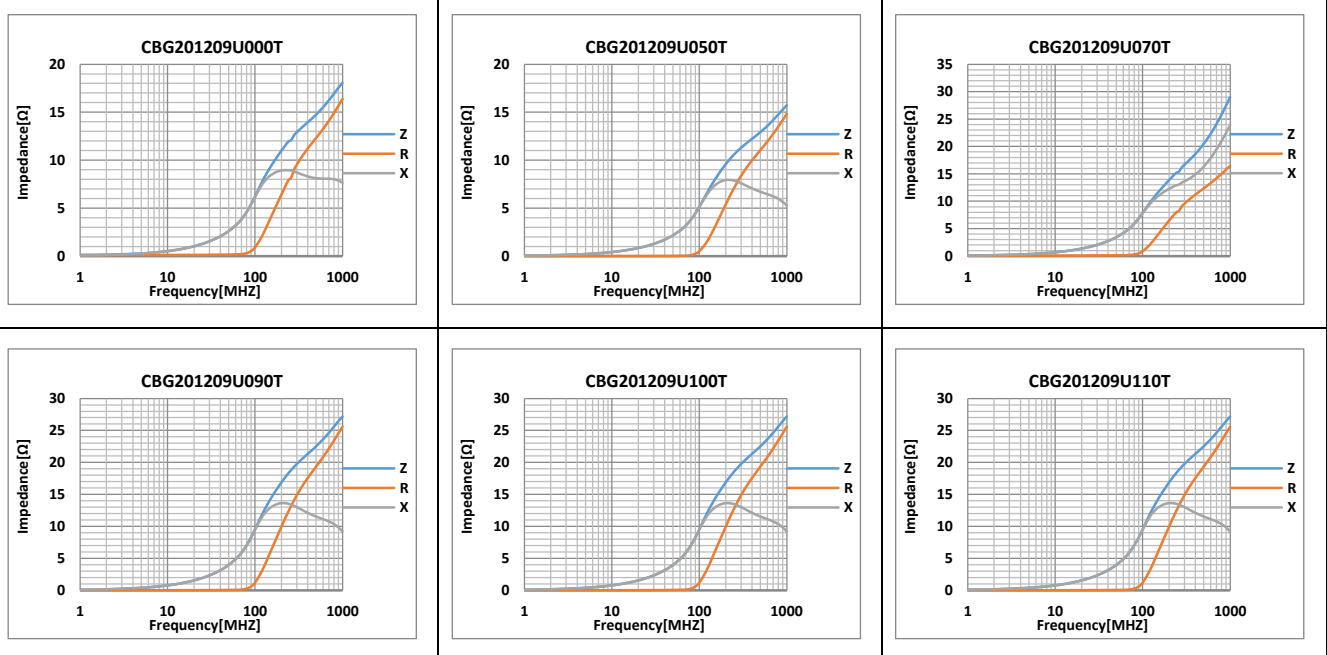 CBG201209U000T
Impedance[Ω]
20
15
10
5
0
1 10 100 1000
Frequency[MHZ]
Z
R
X
CBG201209U050T
Impedance[Ω]
20
15
10
5
0
1 10 100 1000
Frequency[MHZ]
Z
R
X
CBG201209U070T
Impedance[Ω]
35
30
25
20
15
10
5
0
1 10 100 1000
Frequency[MHZ]
Z
R
X
CBG201209U090T
Impedance[Ω]
30
25
20
15
10
5
0
1 10 100 1000
Frequency[MHZ]
Z
R
X
CBG201209U100T
Impedance[Ω]
30
25
20
15
10
5
0
1 10 100 1000
Frequency[MHZ]
Z
R
X
CBG201209U110T
Impedance[Ω]
30
25
20
15
10
5
0
1 10 100 1000
Frequency[MHZ]
Z
R
X